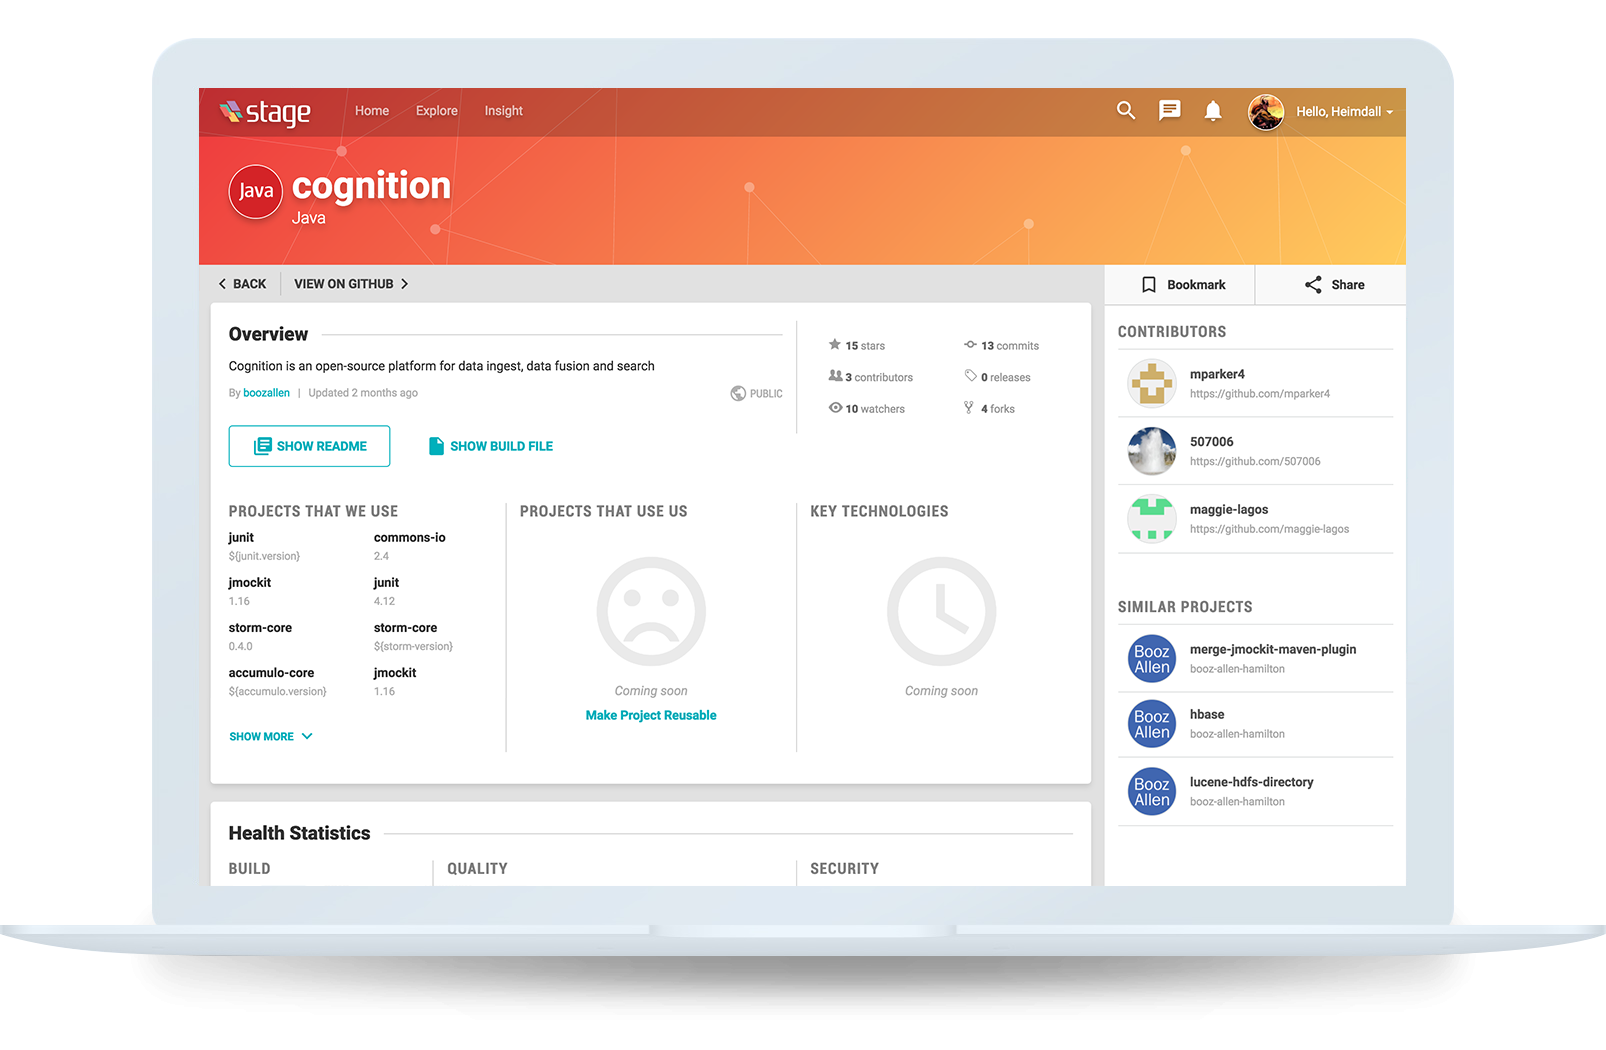 stage
Home Explore Insight
Hello, Heimdall
Java
cognition
Java
BACK
VIEW ON GITHUB
Bookmark
Share
Overview
Cognition is an open-source platform for data ingest, data fusion and search
By boozallen | Updated 2 months ago
PUBLIC
15 stars
13 commits
3 contributors
0 releases
10 watchers
4 forks
SHOW README
SHOW BUILD FILE
PROJECTS THAT WE USE
junit
${junit.version}
commons-io
2.4
jmockit
1.16
junit
4.12
storm-core
0.4.0
storm-core
${storm-version}
accumulo-core
${accumulo.version}
jmockit
1.16
SHOW MORE
PROJECTS THAT USE US
Coming soon
Make Project Reusable
KEY TECHNOLOGIES
Coming soon
Health Statistics
BUILD
QUALITY
SECURITY
CONTRIBUTORS
mparker4
https://github.com/mparker4
507006
https://github.com/507006
maggie-lagos
https://github.com/maggie-lagos
SIMILAR PROJECTS
Booz
Allen
merge-jmockit-maven-plugin
booz-allen-hamilton
Booz
Allen
hbase
booz-allen-hamilton
Booz
Allen
lucene-hdfs-directory
booz-allen-hamilton